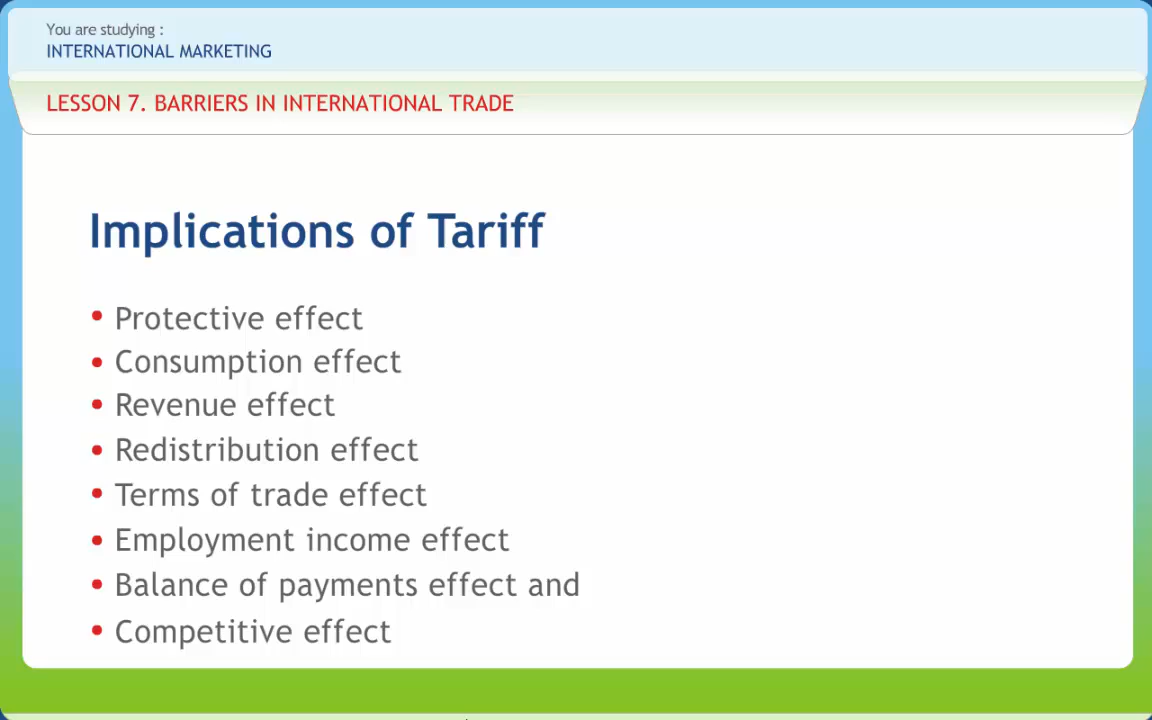 You are studying :
INTERNATIONAL MARKETING
LESSON 7. BARRIERS IN INTERNATIONAL TRADE
Implications of Tariff
• Protective effect
• Consumption effect
• Revenue effect
• Redistribution effect
• Terms of trade effect
• Employment income effect
• Balance of payments effect and
• Competitive effect